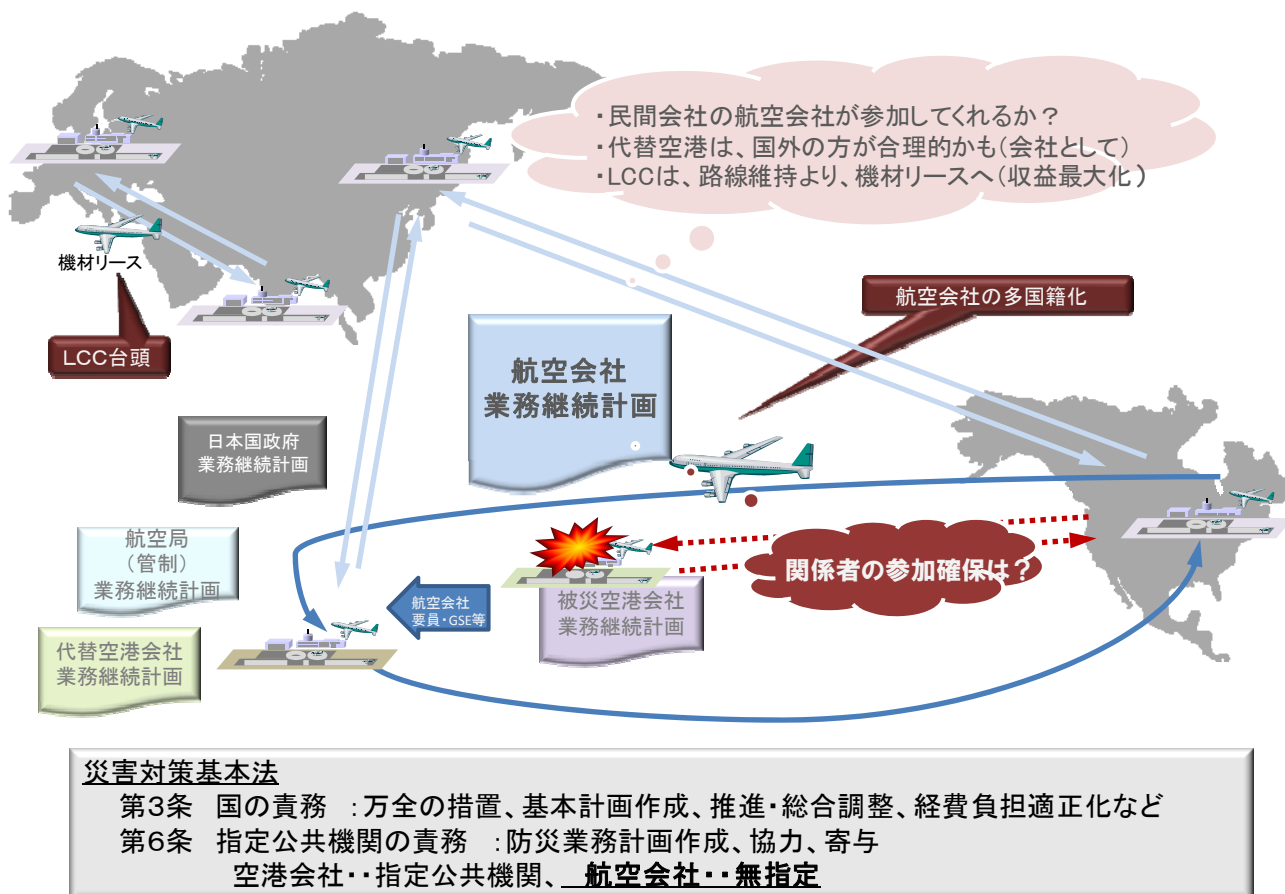 ・民間会社の航空会社が参加してくれるか？
・代替空港は、国外の方が合理的かも（会社として）
・LCCは、路線維持より、機材リースへ（収益最大化）
機材リース
LCC台頭
航空会社の多国籍化
航空会社
業務継続計画
日本国政府
業務継続計画
航空局
（管制）
業務継続計画
代替空港会社
業務継続計画
航空会社
要員・GSE等
被災空港会社
業務継続計画
関係者の参加確保は？
災害対策基本法
第３条　国の責務　：万全の措置、基本計画作成、推進・総合調整、経費負担適正化など
第６条　指定公共機関の責務　：防災業務計画作成、協力、寄与
空港会社・・指定公共機関、　航空会社・・無指定